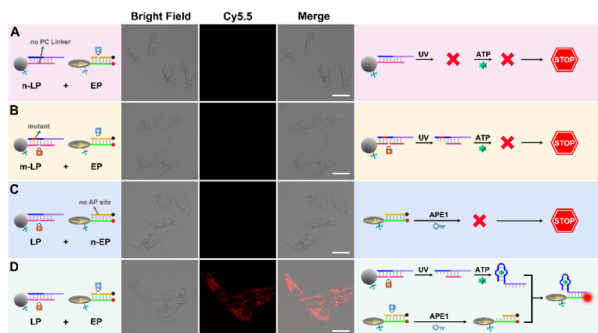 Bright Field Cy5.5 Merge
A
no PC Linker
n-LP + EP
UV ATP
STOP
B
mutant
m-LP + EP
UV ATP
STOP
C
no AP site
LP + n-EP
APE1
STOP
D
LP + EP
UV ATP
APE1